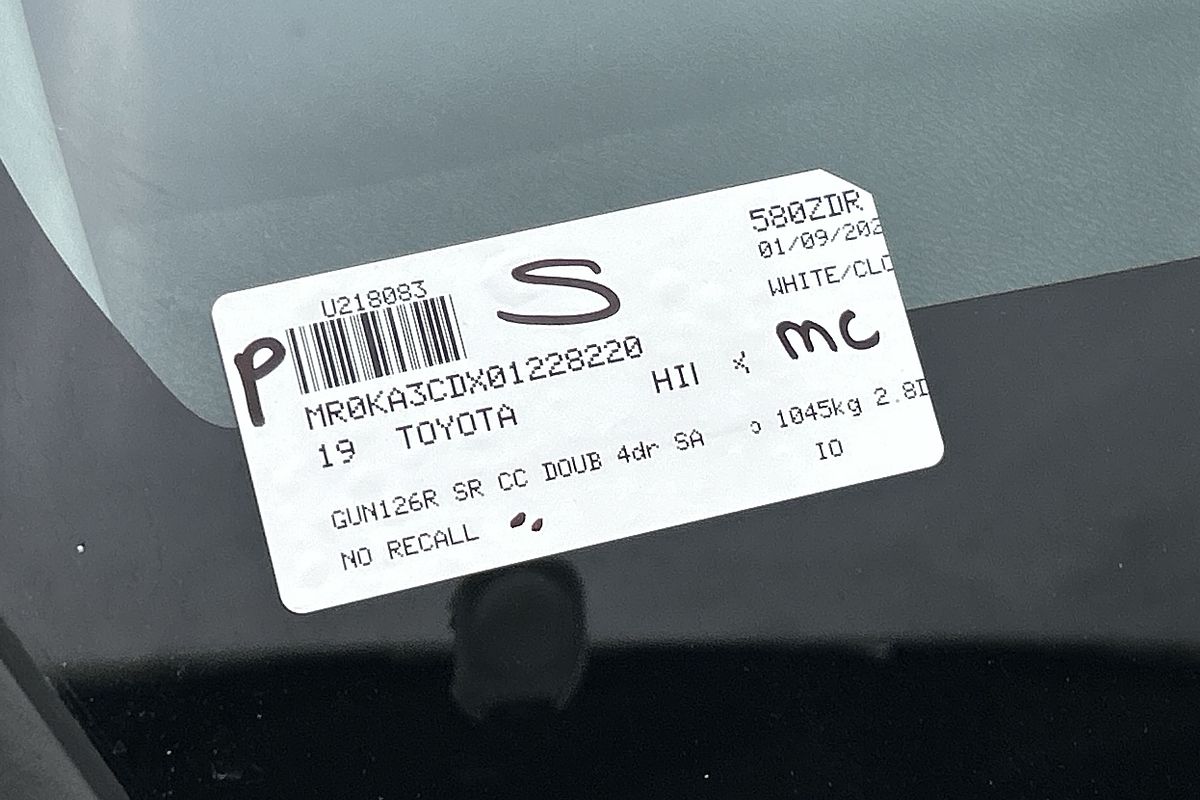 580ZDR
01/09/202
U218083
S
WHITE/CLO
P
MC
MR0KA3CDX01228220
19 TOYOTA
GUN126R SR CC DOUB 4dr SA 1045kg 2.8D
NO RECALL
IO